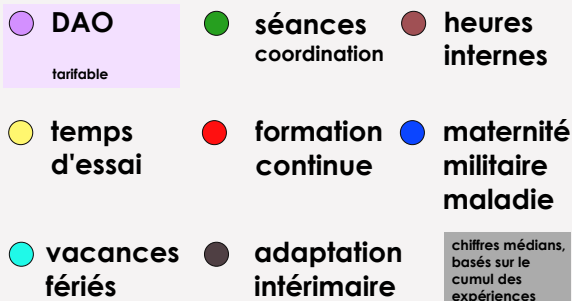 DAO
tarifable
séances
coordination
heures
internes
temps
d'essai
formation
continue
maternité
militaire
maladie
vacances
fériés
adaptation
intérimaire
chiffres médians,
basés sur le
cumul des
expériences